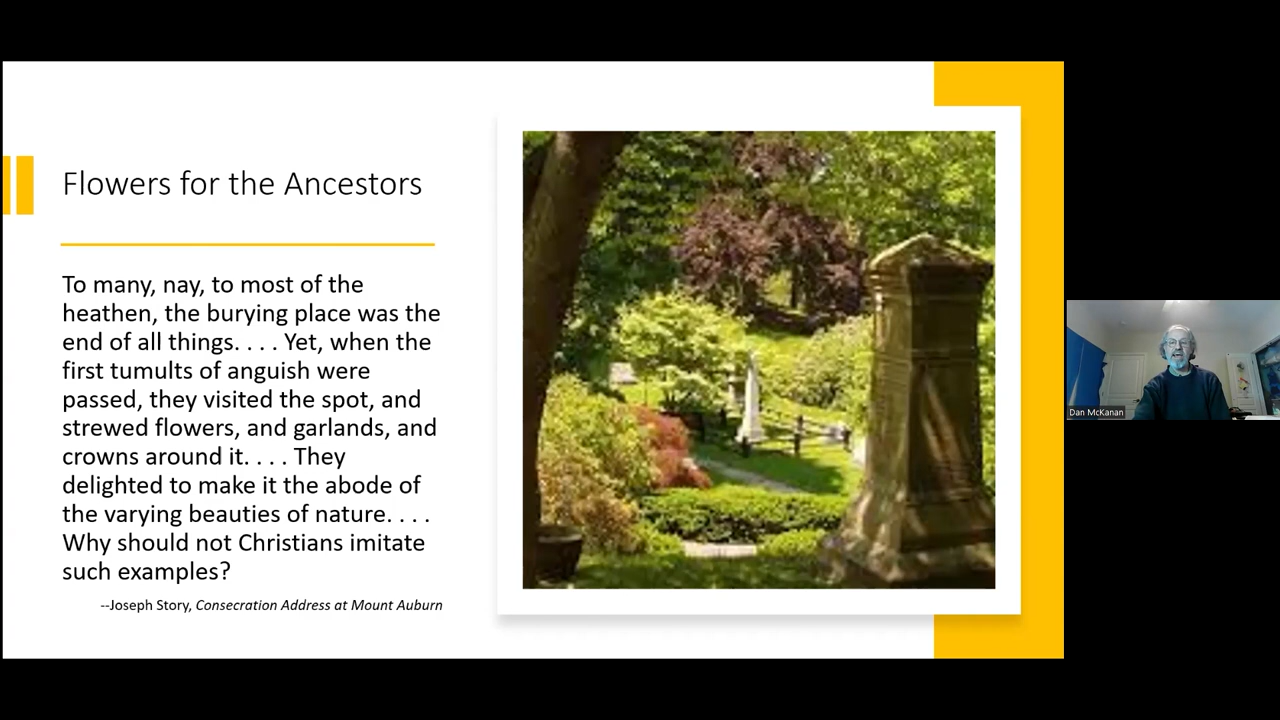 Flowers for the Ancestors
To many, nay, to most of the
heathen, the burying place was the
end of all things. . . . Yet, when the
first tumults of anguish were
passed, they visited the spot, and
strewed flowers, and garlands, and
crowns around it. . . . They
delighted to make it the abode of
the varying beauties of nature. . . .
Why should not Christians imitate
such examples?
--Joseph Story, Consecration Address at Mount Auburn
Dan McKanan